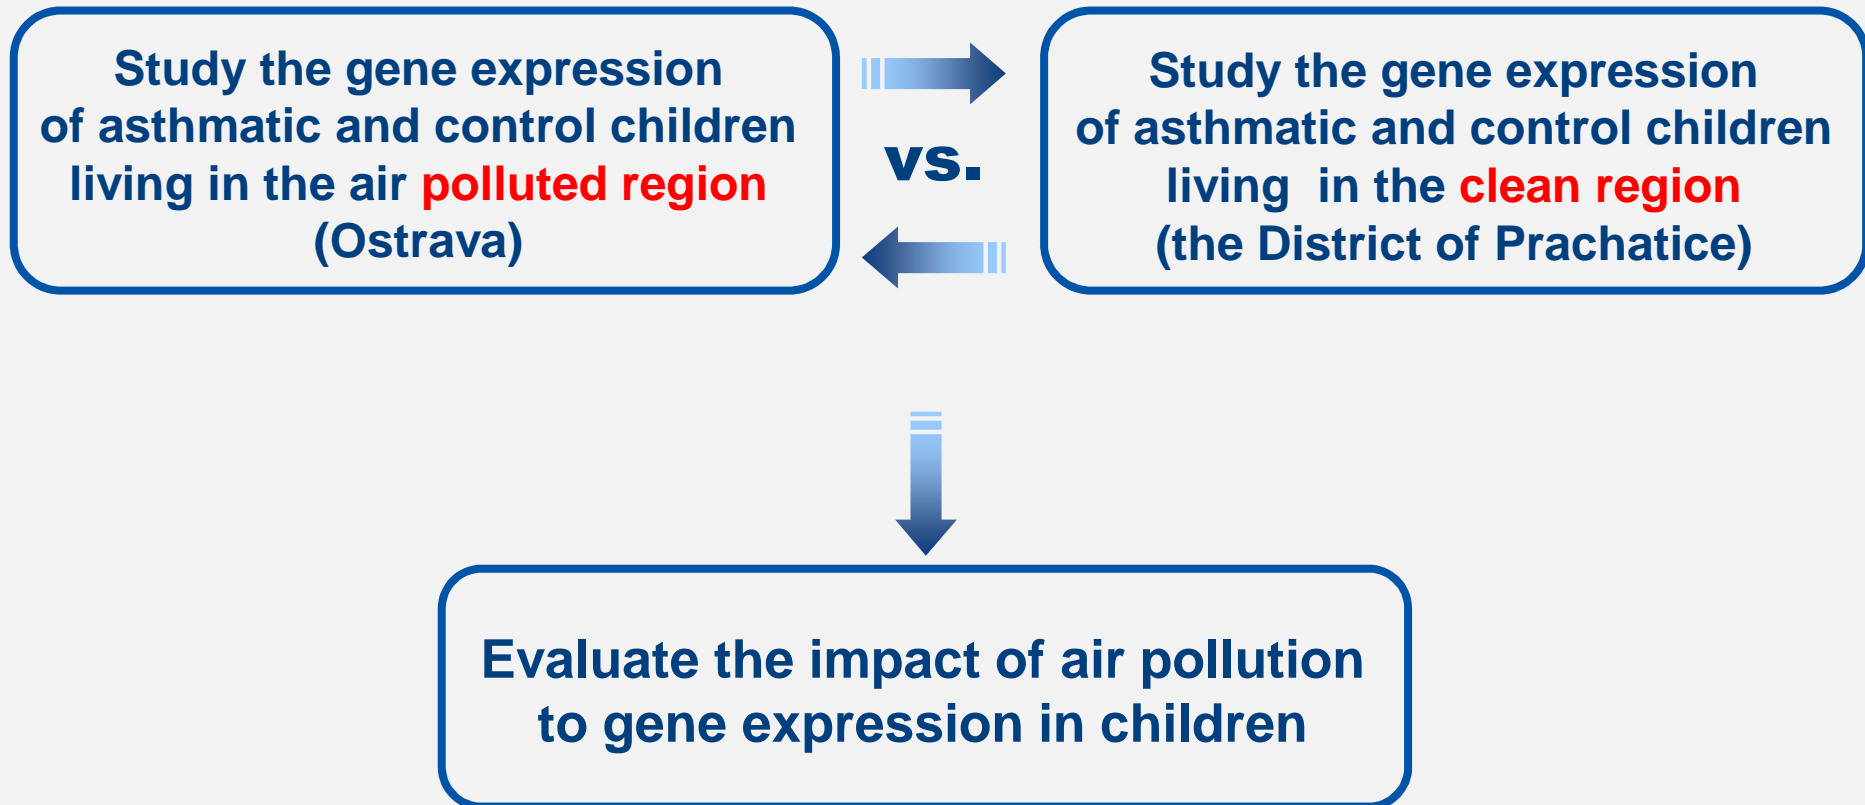 Study the gene expression
of asthmatic and control children
living in the air polluted region
(Ostrava)
vs.
Study the gene expression
of asthmatic and control children
living  in the clean region
(the District of Prachatice)
Evaluate the impact of air pollution
to gene expression in children